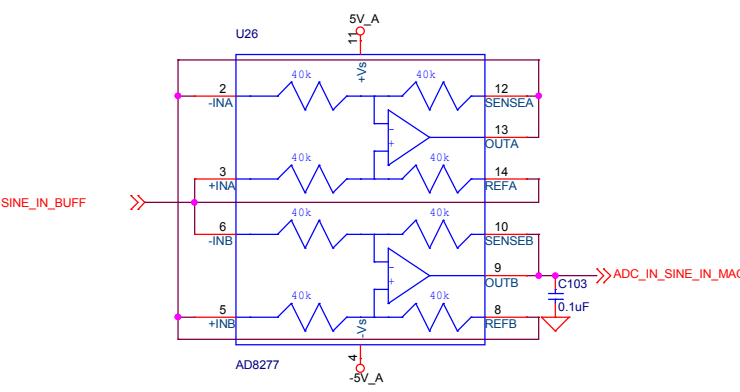 5V_A
U26
11
+Vs
40k
40k
2
-INA
12
SENSEA
-
+
13
OUTA
40k
40k
3
+INA
14
REFA
SINE_IN_BUFF
40k
40k
6
-INB
10
SENSEB
-
+
9
OUTB
ADC_IN_SINE_IN_MAG
C103
0.1uF
40k
40k
5
+INB
8
REFB
-Vs
4
AD8277
-5V_A